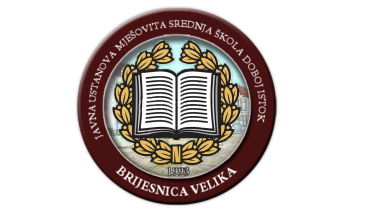 JAVNA USTANOVA MJEŠOVITA SREDNJA ŠKOLA DOBOJ ISTOK
1993
BRIJESNICA VELIKA